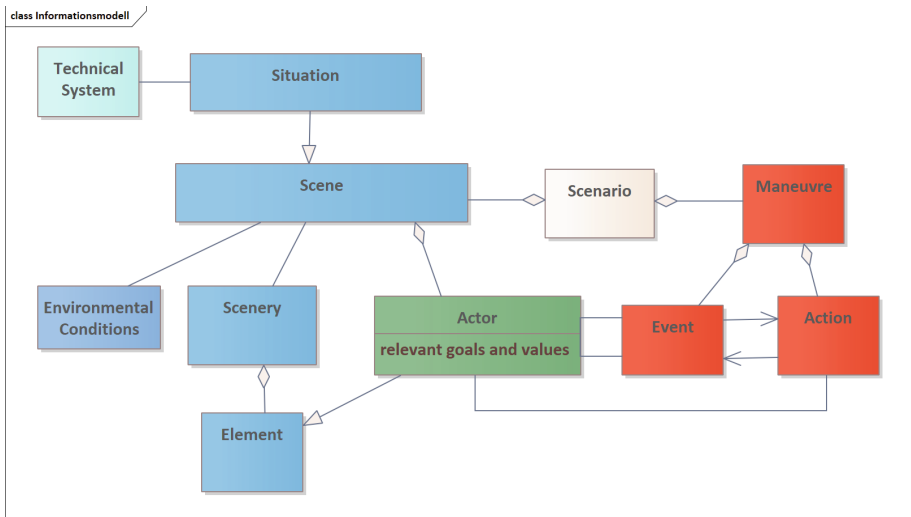 class Informationsmodell
Technical
System
Situation
Scene
Scenario
Maneuvre
Environmental
Conditions
Scenery
Actor
relevant goals and values
Event
Action
Element